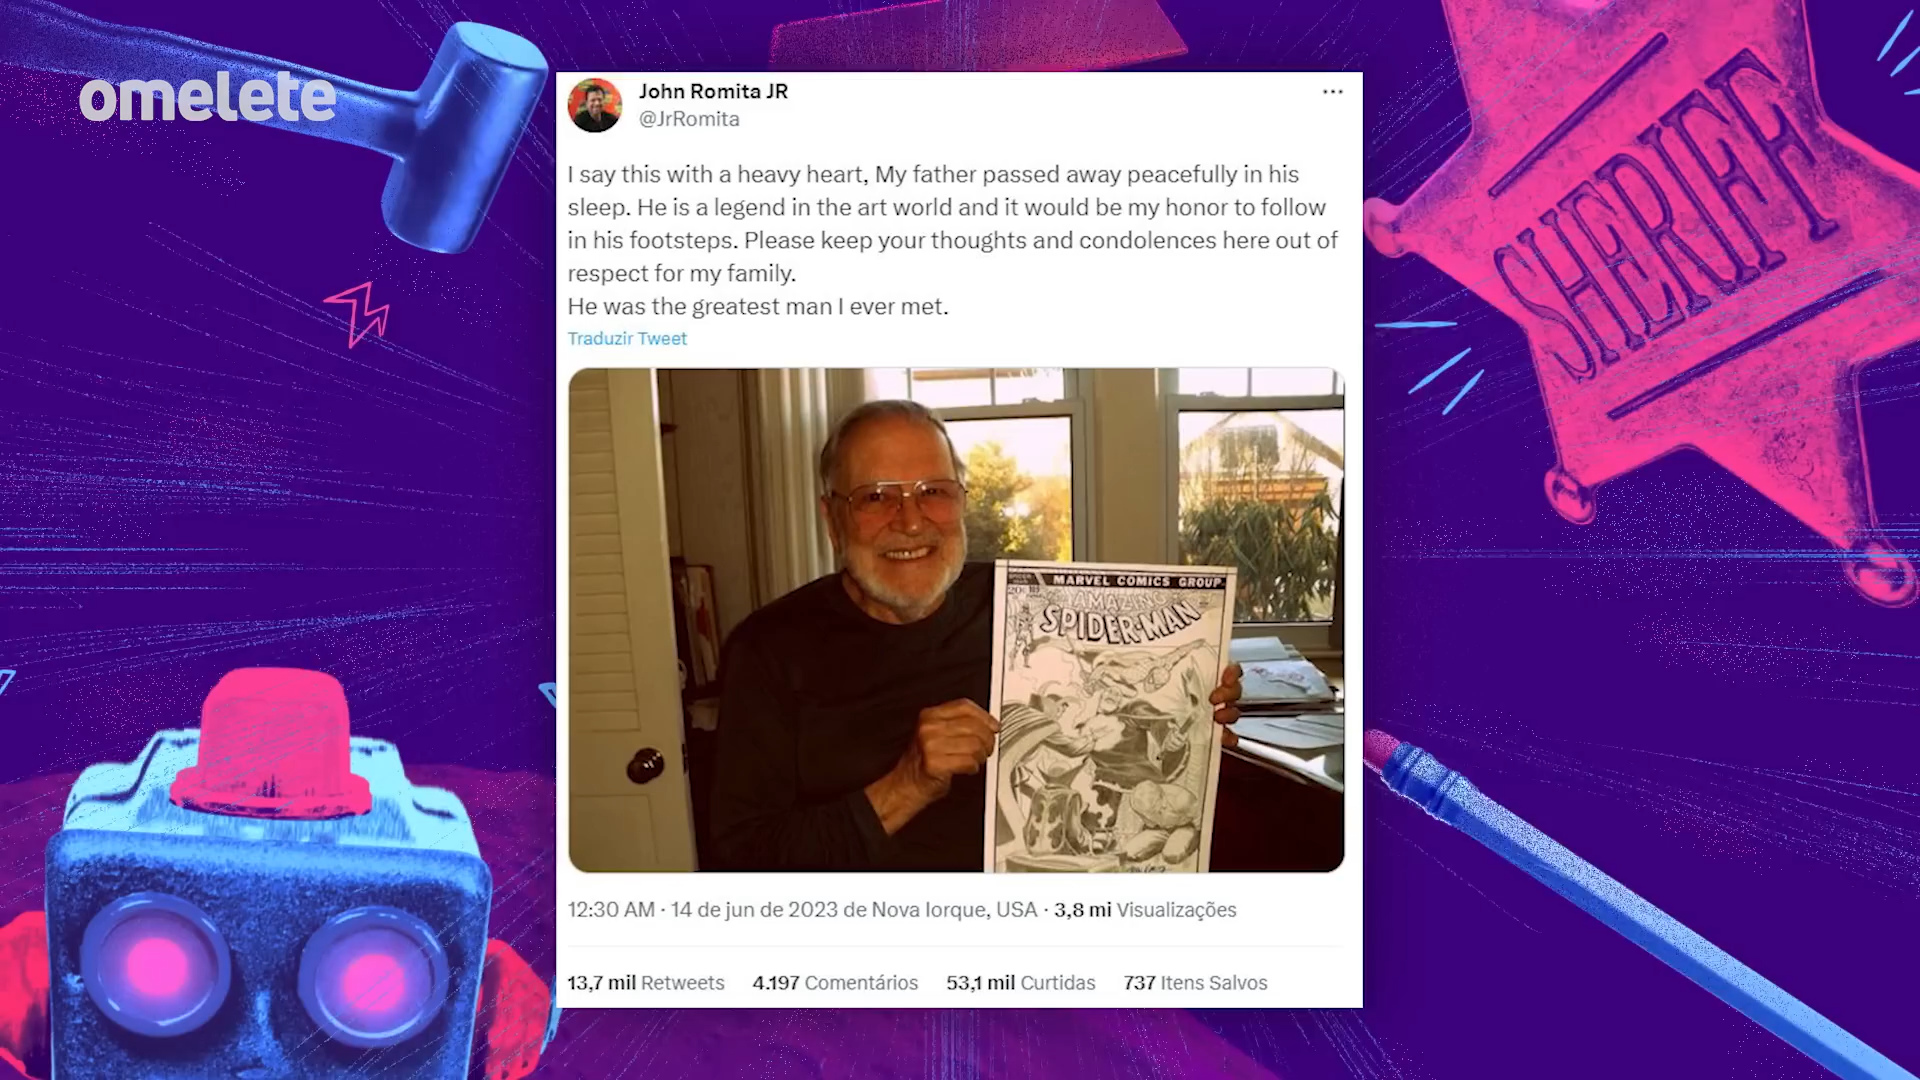 omelete
SHERIFF
John Romita JR
@JrRomita
I say this with a heavy heart, My father passed away peacefully in his
sleep. He is a legend in the art world and it would be my honor to follow
in his footsteps. Please keep your thoughts and condolences here out of
respect for my family.
He was the greatest man I ever met.
Traduzir Tweet
MARVEL COMICS GROUP
20¢
THE AMAZING
SPIDER-MAN
12:30 AM · 14 de jun de 2023 de Nova Iorque, USA · 3,8 mi Visualizações
13,7 mil Retweets 4.197 Comentários 53,1 mil Curtidas 737 Itens Salvos